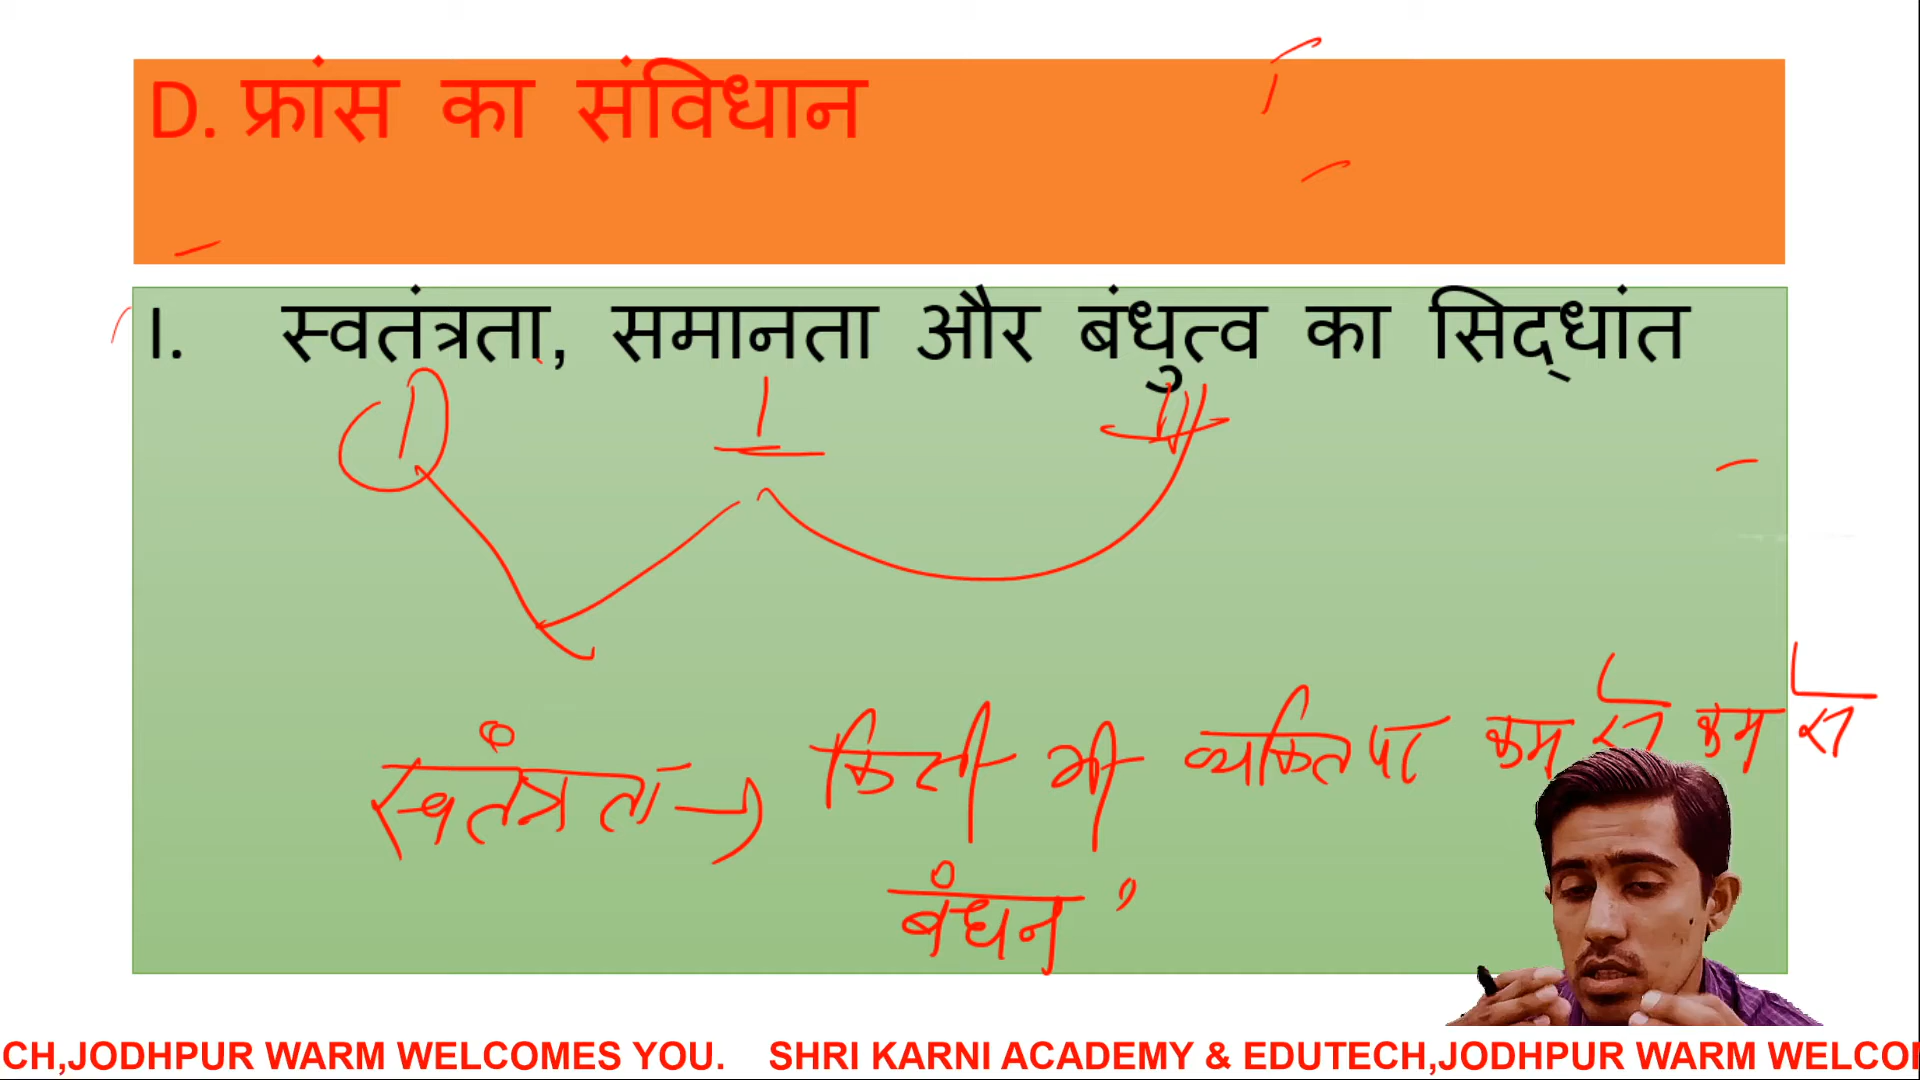 D. फ्रांस का संविधान
I. स्वतंत्रता, समानता और बंधुत्व का सिद्धांत
स्वतंत्रता → किसी भी व्यक्ति पर कम से कम से
बंधन
CH,JODHPUR WARM WELCOMES YOU. SHRI KARNI ACADEMY & EDUTECH,JODHPUR WARM WELCO